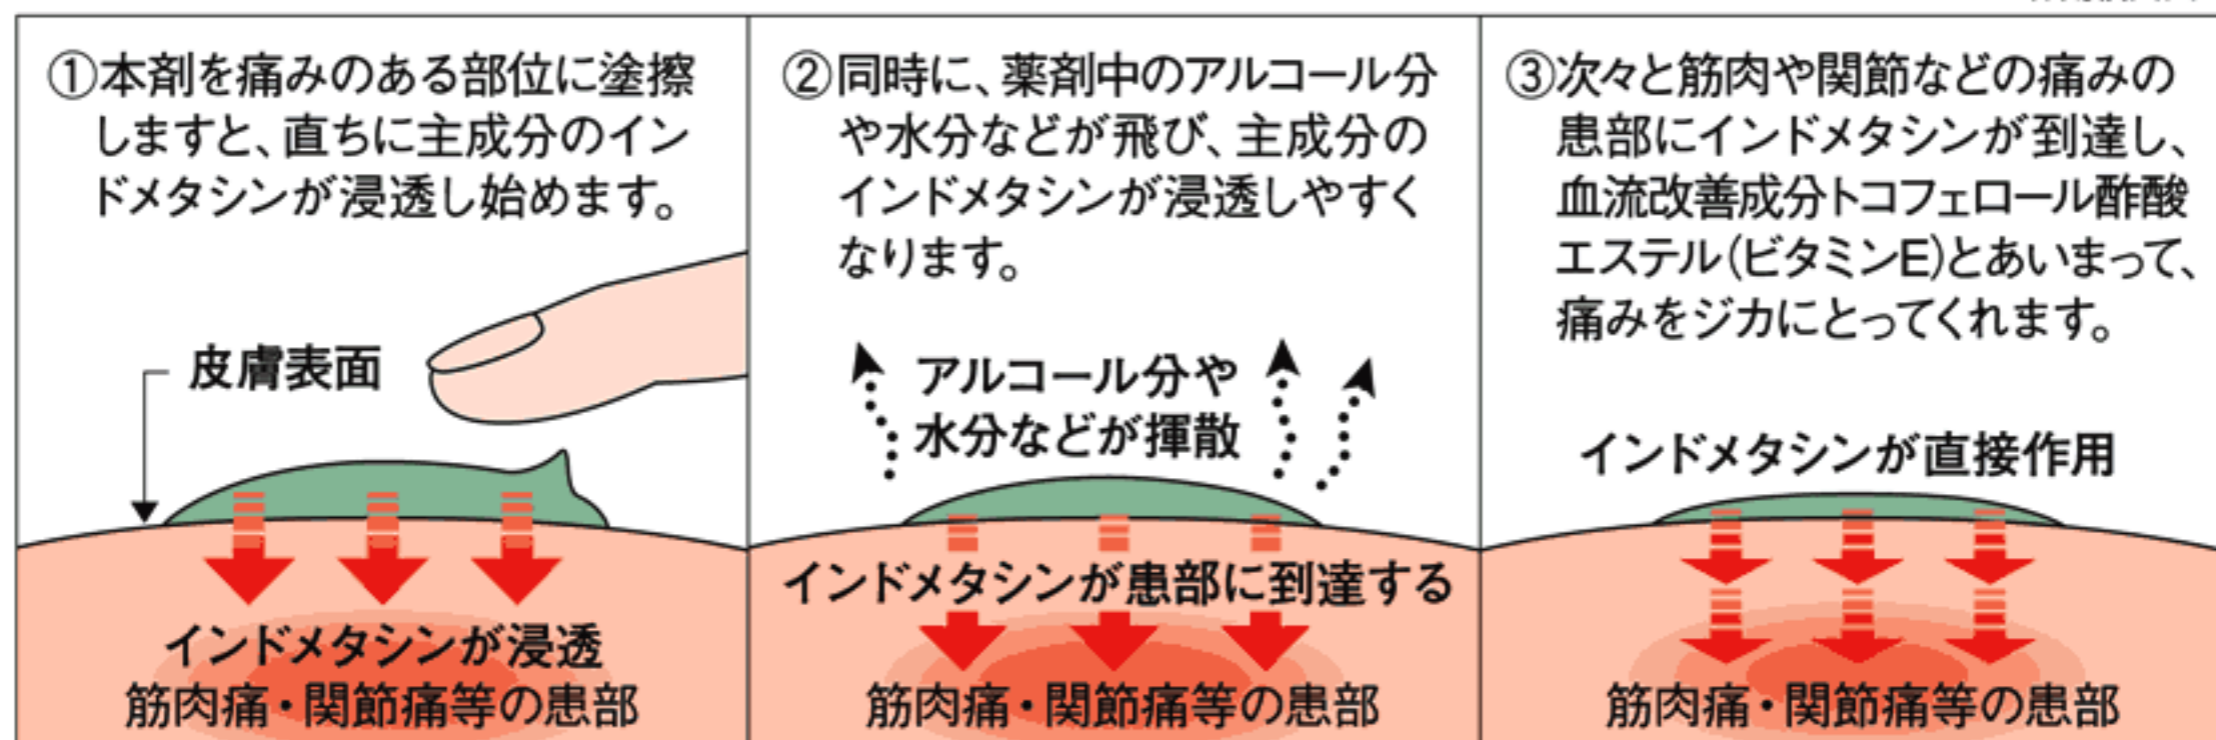 ①本剤を痛みのある部位に塗擦
しますと、直ちに主成分のイン
ドメタシンが浸透し始めます。
皮膚表面
インドメタシンが浸透
筋肉痛・関節痛等の患部
②同時に、薬剤中のアルコール分
や水分などが飛び、主成分の
インドメタシンが浸透しやすく
なります。
アルコール分や
水分などが揮散
インドメタシンが患部に到達する
筋肉痛・関節痛等の患部
③次々と筋肉や関節などの痛みの
患部にインドメタシンが到達し、
血流改善成分トコフェロール酢酸
エステル(ビタミンE)とあいまって、
痛みをジカにとってくれます。
インドメタシンが直接作用
筋肉痛・関節痛等の患部